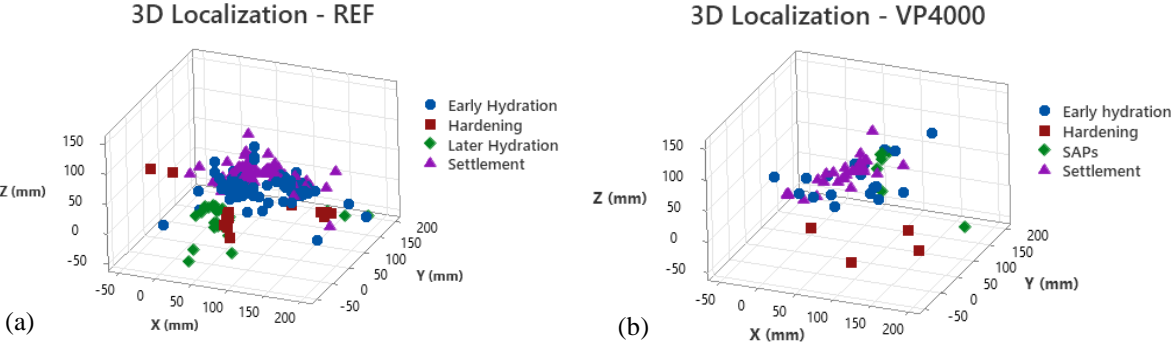 3D Localization - REF
Early Hydration
Hardening
Later Hydration
Settlement
150
100
50
0
-50
Z (mm)
-50
0
50
100
150
200
X (mm)
-50
0
50
100
150
200
Y (mm)
(a)
3D Localization - VP4000
Early hydration
Hardening
SAPs
Settlement
150
100
50
0
-50
Z (mm)
-50
0
50
100
150
200
X (mm)
-50
0
50
100
150
200
Y (mm)
(b)